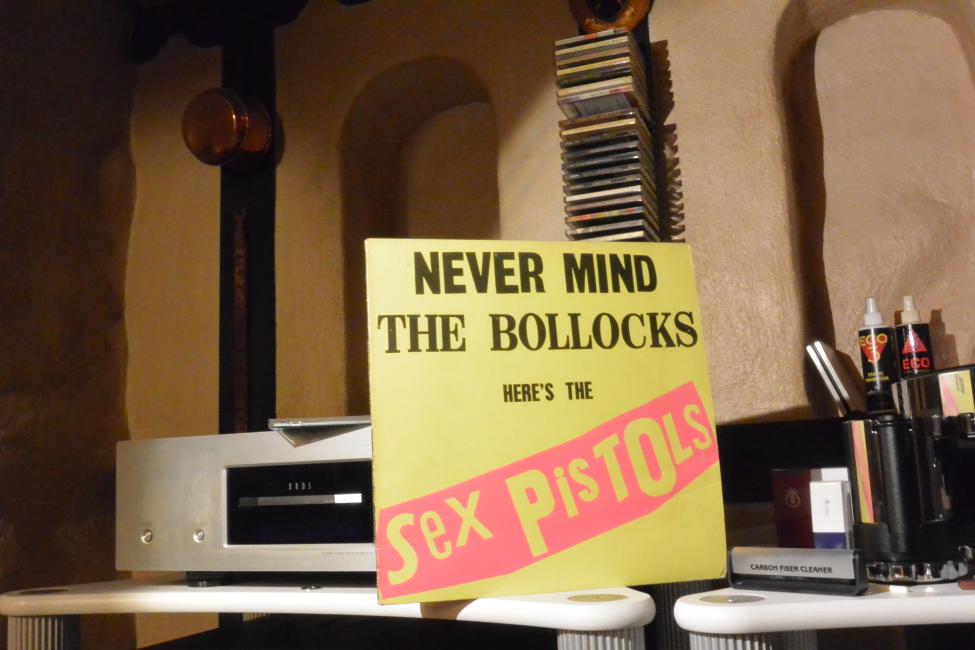 NEVER MIND
THE BOLLOCKS
HERE'S THE
SEX PiSTOLS
CARBON FIBER CLEANER
ECO
ECO